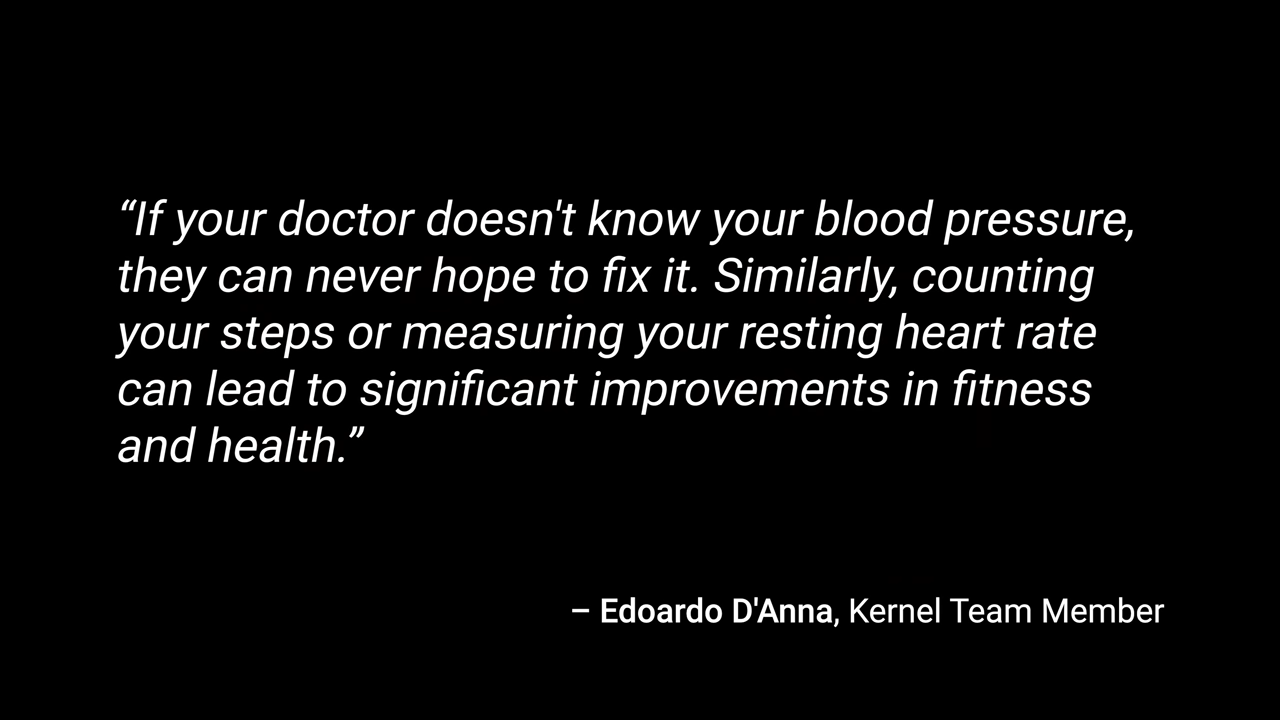 “If your doctor doesn't know your blood pressure,
they can never hope to fix it. Similarly, counting
your steps or measuring your resting heart rate
can lead to significant improvements in fitness
and health.”
– Edoardo D'Anna, Kernel Team Member